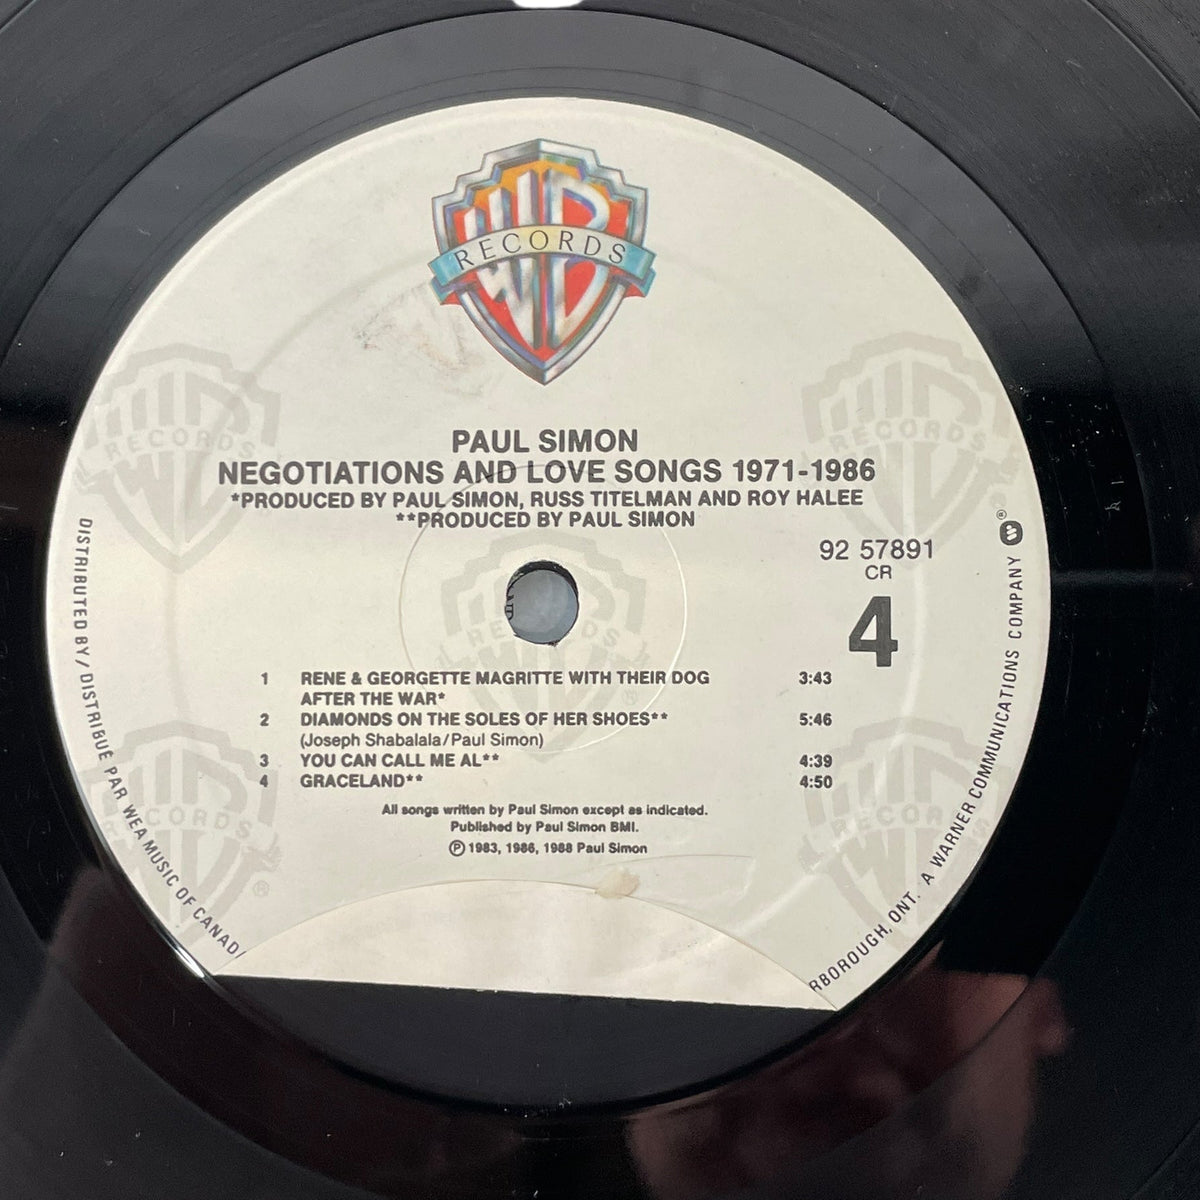 RECORDS
PAUL SIMON
NEGOTIATIONS AND LOVE SONGS 1971-1986
*PRODUCED BY PAUL SIMON, RUSS TITELMAN AND ROY HALEE
**PRODUCED BY PAUL SIMON
92 57891
CR
4
1 RENE & GEORGETTE MAGRITTE WITH THEIR DOG 3:43
AFTER THE WAR*
2 DIAMONDS ON THE SOLES OF HER SHOES** 5:46
(Joseph Shabalala/Paul Simon)
3 YOU CAN CALL ME AL** 4:39
4 GRACELAND** 4:50
All songs written by Paul Simon except as indicated.
Published by Paul Simon BMI.
Ⓟ 1983, 1986, 1988 Paul Simon
DISTRIBUTED BY/DISTRIBUÉ PAR WEA MUSIC OF CANAD
RBOROUGH, ONT. A WARNER COMMUNICATIONS COMPANY ®
RECORDS
RECORDS